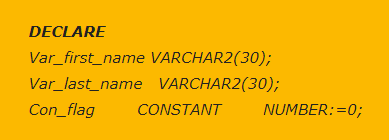 DECLARE
Var_first_name VARCHAR2(30);
Var_last_name VARCHAR2(30);
Con_flag CONSTANT NUMBER:=0;